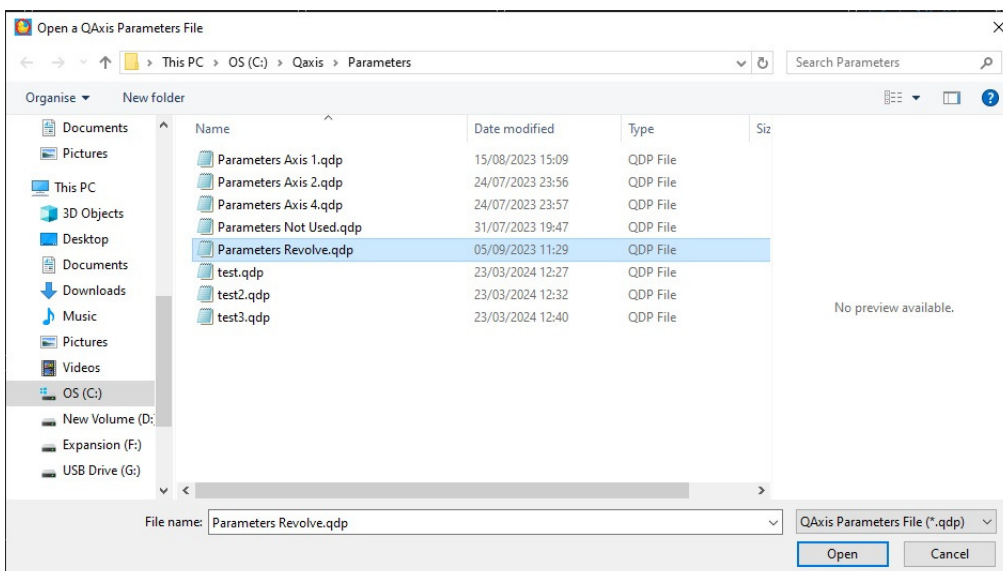 Open a QAxis Parameters File
This PC > OS (C:) > Qaxis > Parameters
Search Parameters
Organise
New folder
Documents
Pictures
This PC
3D Objects
Desktop
Documents
Downloads
Music
Pictures
Videos
OS (C:)
New Volume (D:
Expansion (F:)
USB Drive (G:)
Name Date modified Type Siz
Parameters Axis 1.qdp 15/08/2023 15:09 QDP File
Parameters Axis 2.qdp 24/07/2023 23:56 QDP File
Parameters Axis 4.qdp 24/07/2023 23:57 QDP File
Parameters Not Used.qdp 31/07/2023 19:47 QDP File
Parameters Revolve.qdp 05/09/2023 11:29 QDP File
test.qdp 23/03/2024 12:27 QDP File
test2.qdp 23/03/2024 12:32 QDP File
test3.qdp 23/03/2024 12:40 QDP File
No preview available.
File name: Parameters Revolve.qdp
QAxis Parameters File (*.qdp)
Open
Cancel